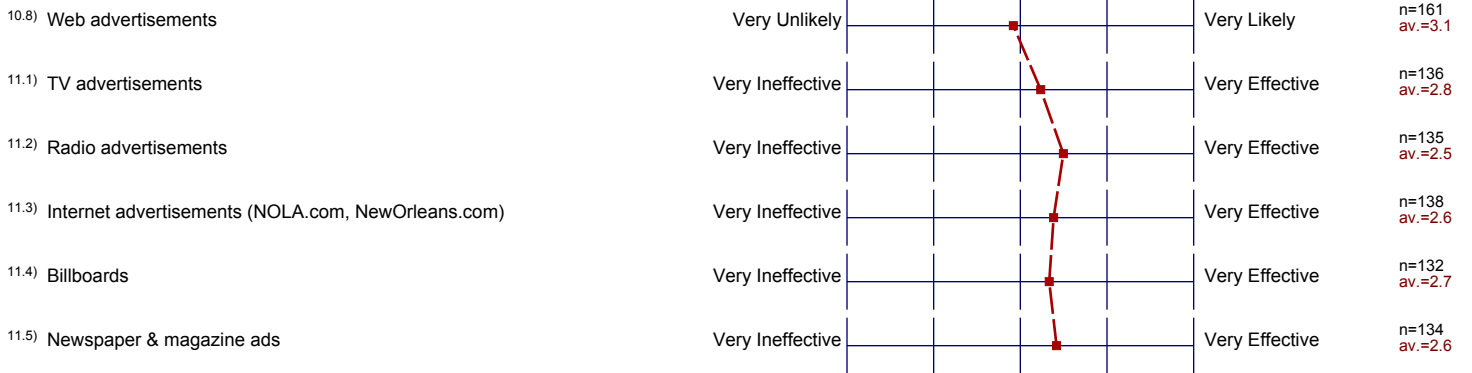 10.8) Web advertisements Very Unlikely Very Likely n=161
av.=3.1
11.1) TV advertisements Very Ineffective Very Effective n=136
av.=2.8
11.2) Radio advertisements Very Ineffective Very Effective n=135
av.=2.5
11.3) Internet advertisements (NOLA.com, NewOrleans.com) Very Ineffective Very Effective n=138
av.=2.6
11.4) Billboards Very Ineffective Very Effective n=132
av.=2.7
11.5) Newspaper & magazine ads Very Ineffective Very Effective n=134
av.=2.6